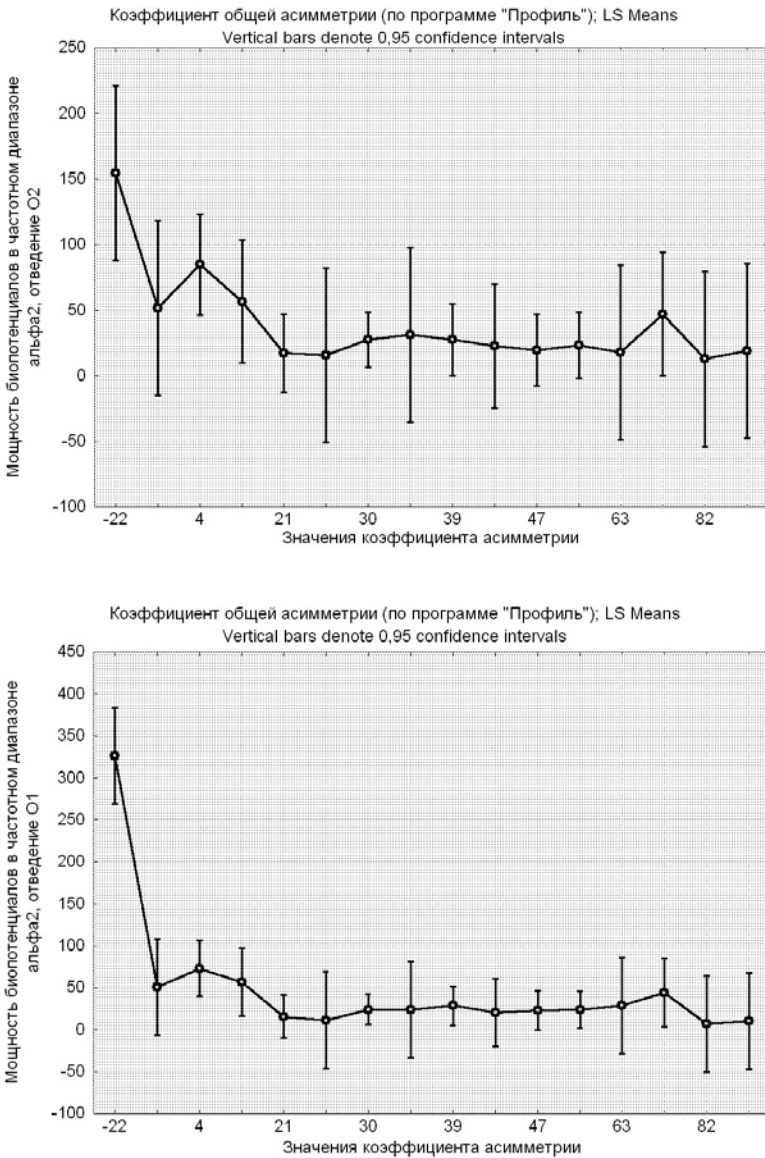 Коэффициент общей асимметрии (по программе "Профиль"); LS Means
Vertical bars denote 0,95 confidence intervals
Мощность биопотенциалов в частотном диапазоне
альфа2, отведение O2
250
200
150
100
50
0
-50
-100
-22 4 21 30 39 47 63 82
Значения коэффициента асимметрии
Коэффициент общей асимметрии (по программе "Профиль"); LS Means
Vertical bars denote 0,95 confidence intervals
Мощность биопотенциалов в частотном диапазоне
альфа2, отведение O1
450
400
350
300
250
200
150
100
50
0
-50
-100
-22 4 21 30 39 47 63 82
Значения коэффициента асимметрии